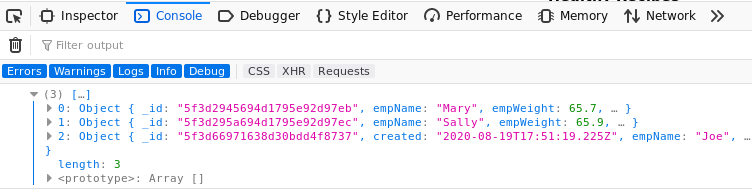 Inspector Console Debugger Style Editor Performance Memory Network
Filter output
Errors Warnings Logs Info Debug CSS XHR Requests
(3) […]
0: Object { _id: "5f3d2945694d1795e92d97eb", empName: "Mary", empWeight: 65.7, … }
1: Object { _id: "5f3d295a694d1795e92d97ec", empName: "Sally", empWeight: 65.9, … }
2: Object { _id: "5f3d66971638d30bdd4f8737", created: "2020-08-19T17:51:19.225Z", empName: "Joe", …
}
length: 3
<prototype>: Array []